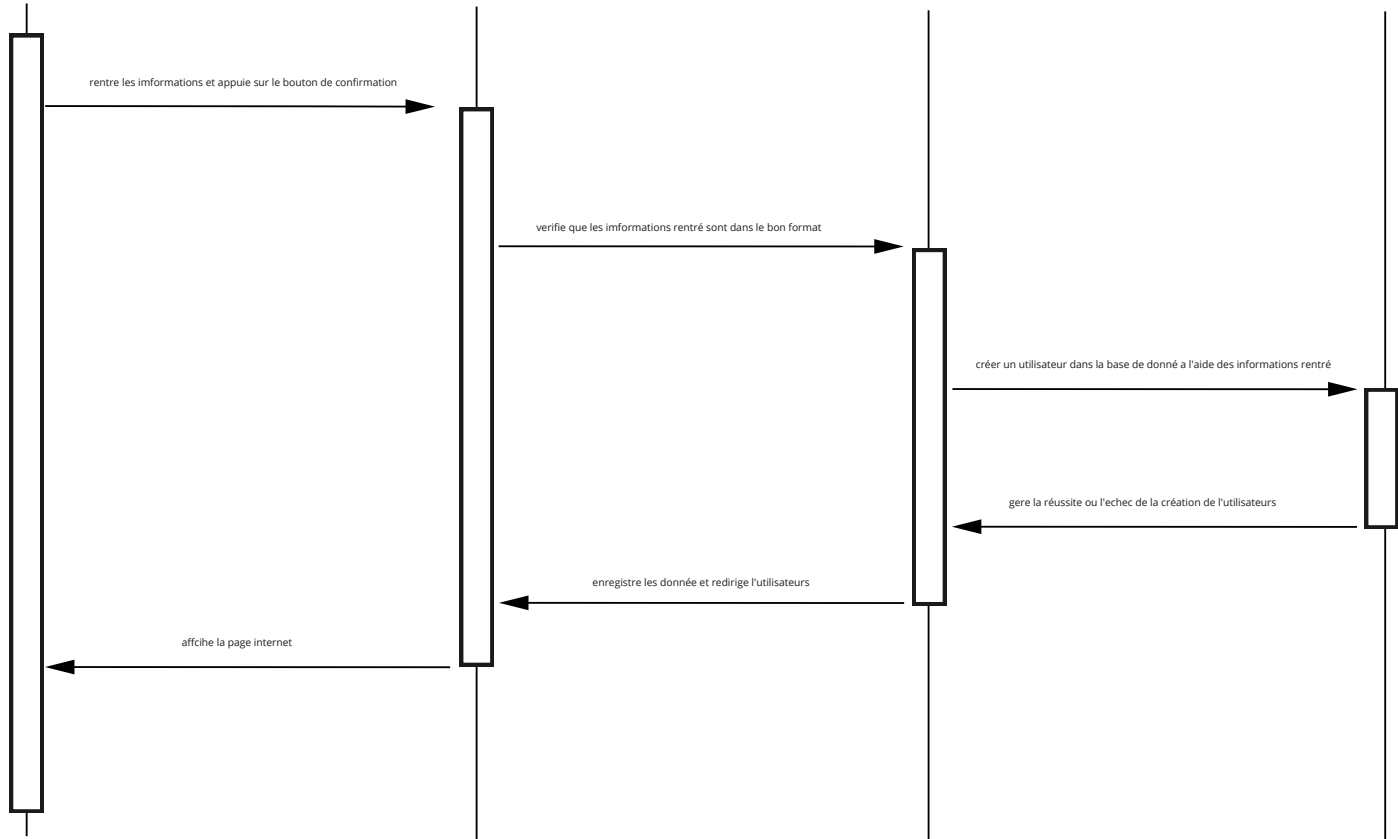 rentre les imformations et appuie sur le bouton de confirmation
verifie que les imformations rentré sont dans le bon format
créer un utilisateur dans la base de donné a l'aide des informations rentré
gere la réussite ou l'echec de la création de l'utilisateurs
enregistre les donnée et redirige l'utilisateurs
affcihe la page internet